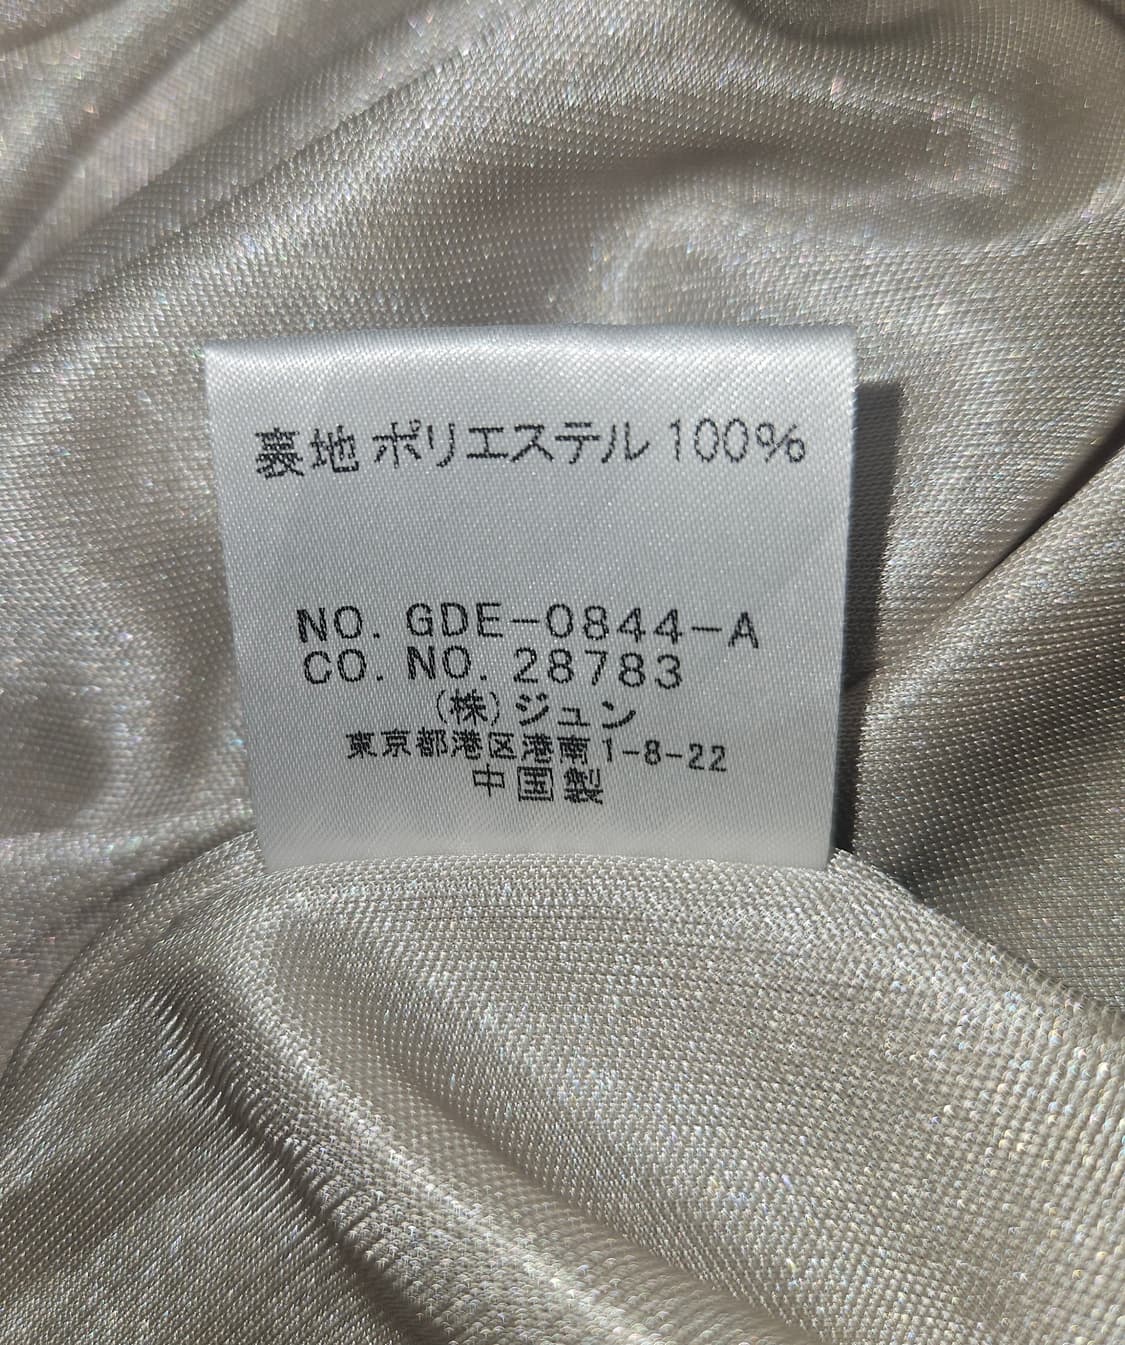 裏地 ポリエステル 100%
NO. GDE-0844-A
CO. NO. 28783
(株) ジュン
東京都港区港南1-8-22
中国製